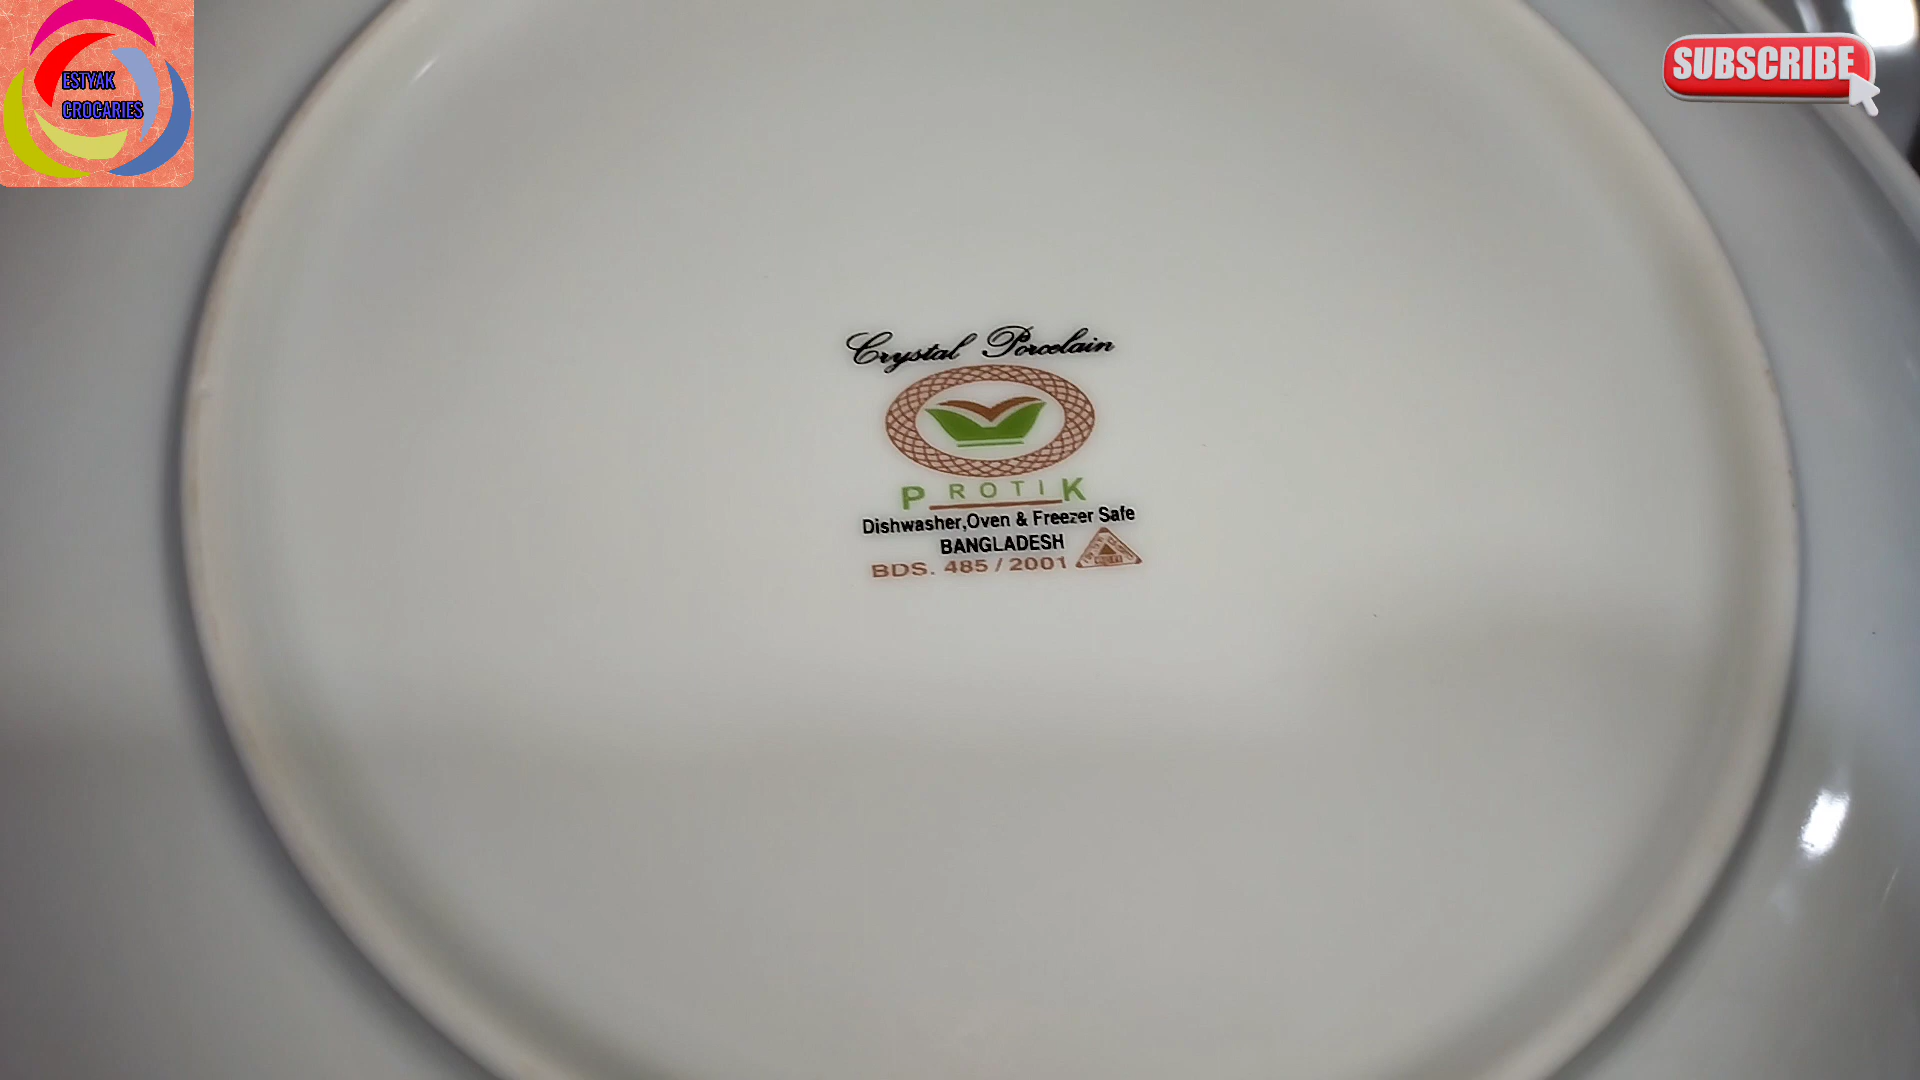 ESTYAK
CROCARIES
SUBSCRIBE
Crystal Porcelain
PROTIK
Dishwasher,Oven & Freezer Safe
BANGLADESH
BDS. 485 / 2001